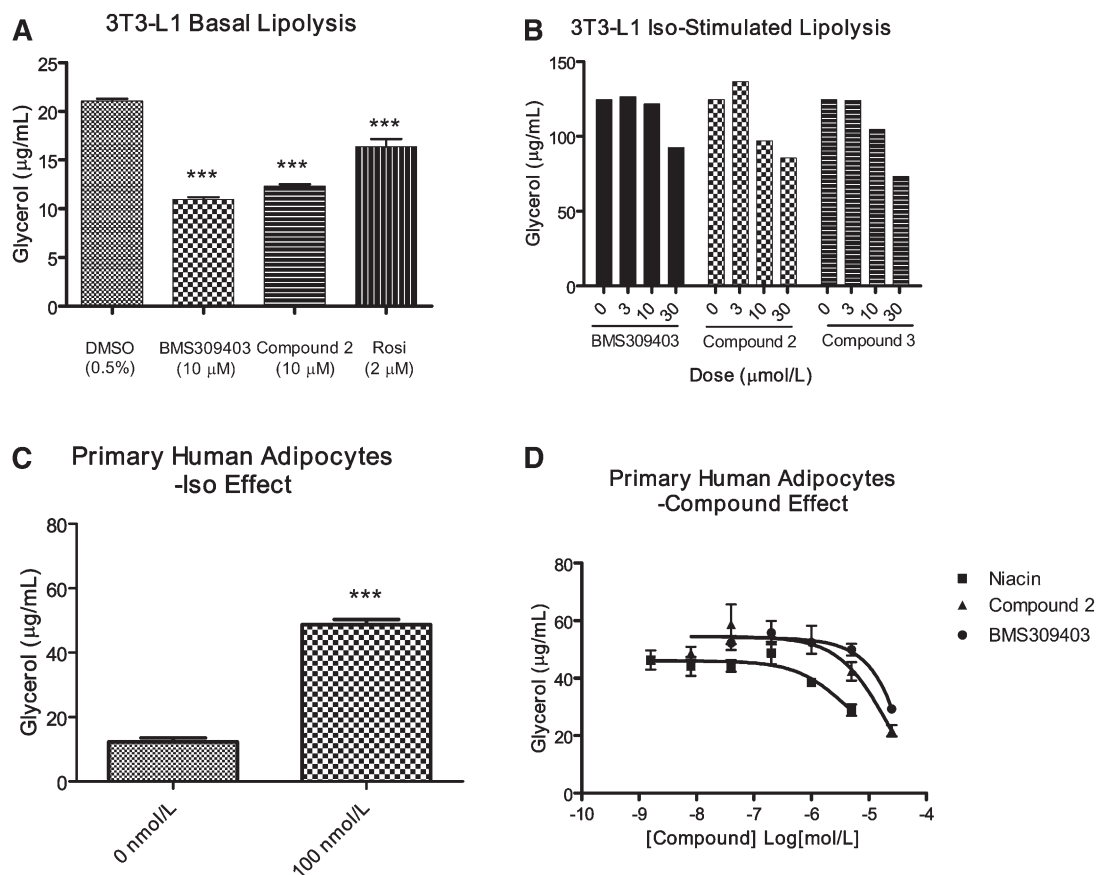 A
3T3-L1 Basal Lipolysis
Glycerol (μg/mL)
25
20
15
10
5
0
***
***
***
DMSO
(0.5%)
BMS309403
(10 μM)
Compound 2
(10 μM)
Rosi
(2 μM)
B
3T3-L1 Iso-Stimulated Lipolysis
Glycerol (μg/mL)
150
100
50
0
0 3 10 30
0 3 10 30
0 3 10 30
BMS309403
Compound 2
Compound 3
Dose (μmol/L)
C
Primary Human Adipocytes
-Iso Effect
Glycerol (μg/mL)
80
60
40
20
0
***
0 nmol/L
100 nmol/L
D
Primary Human Adipocytes
-Compound Effect
Glycerol (μg/mL)
80
60
40
20
0
-10 -9 -8 -7 -6 -5 -4
[Compound] Log[mol/L]
Niacin
Compound 2
BMS309403